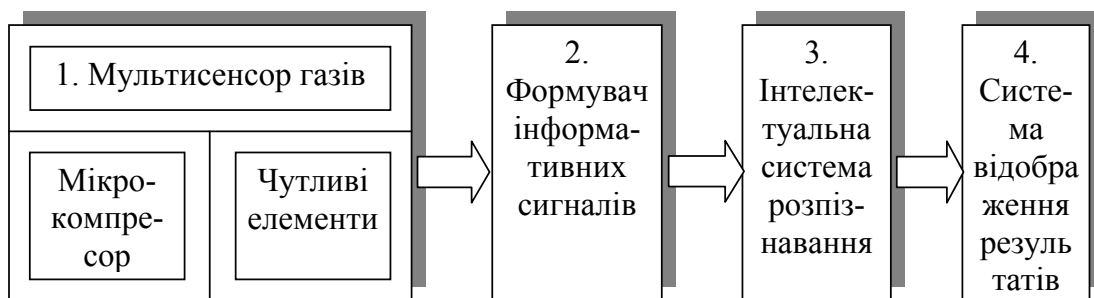 1. Мультисенсор газів
Мікро-
компре-
сор
Чутливі
елементи
2.
Формувач
інформа-
тивних
сигналів
3.
Інтелек-
туальна
система
розпіз-
навання
4.
Систе-
ма
відобра
ження
резуль
татів